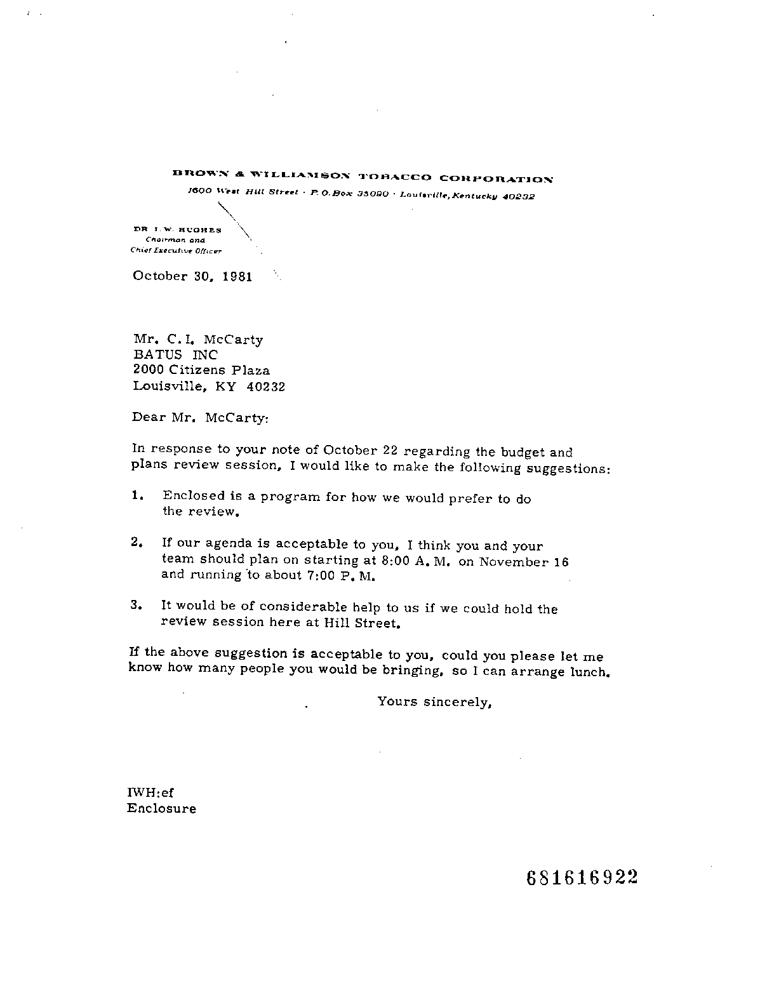 BROWN & WILLIAMSON TOBACCO CORPORATION
1600 West Hill Street · P.O. Box 35090 · Louisville, Kentucky 40232
DR I. W. HUGHES
Chairman and
Chief Executive Officer
October 30, 1981
Mr. C. I. McCarty
BATUS INC
2000 Citizens Plaza
Louisville, KY 40232
Dear Mr. McCarty:
In response to your note of October 22 regarding the budget and
plans review session, I would like to make the following suggestions:
1. Enclosed is a program for how we would prefer to do
the review.
2. If our agenda is acceptable to you, I think you and your
team should plan on starting at 8:00 A. M. on November 16
and running to about 7:00 P. M.
3. It would be of considerable help to us if we could hold the
review session here at Hill Street.
If the above suggestion is acceptable to you, could you please let me
know how many people you would be bringing, so I can arrange lunch.
Yours sincerely,
IWH:ef
Enclosure
681616922